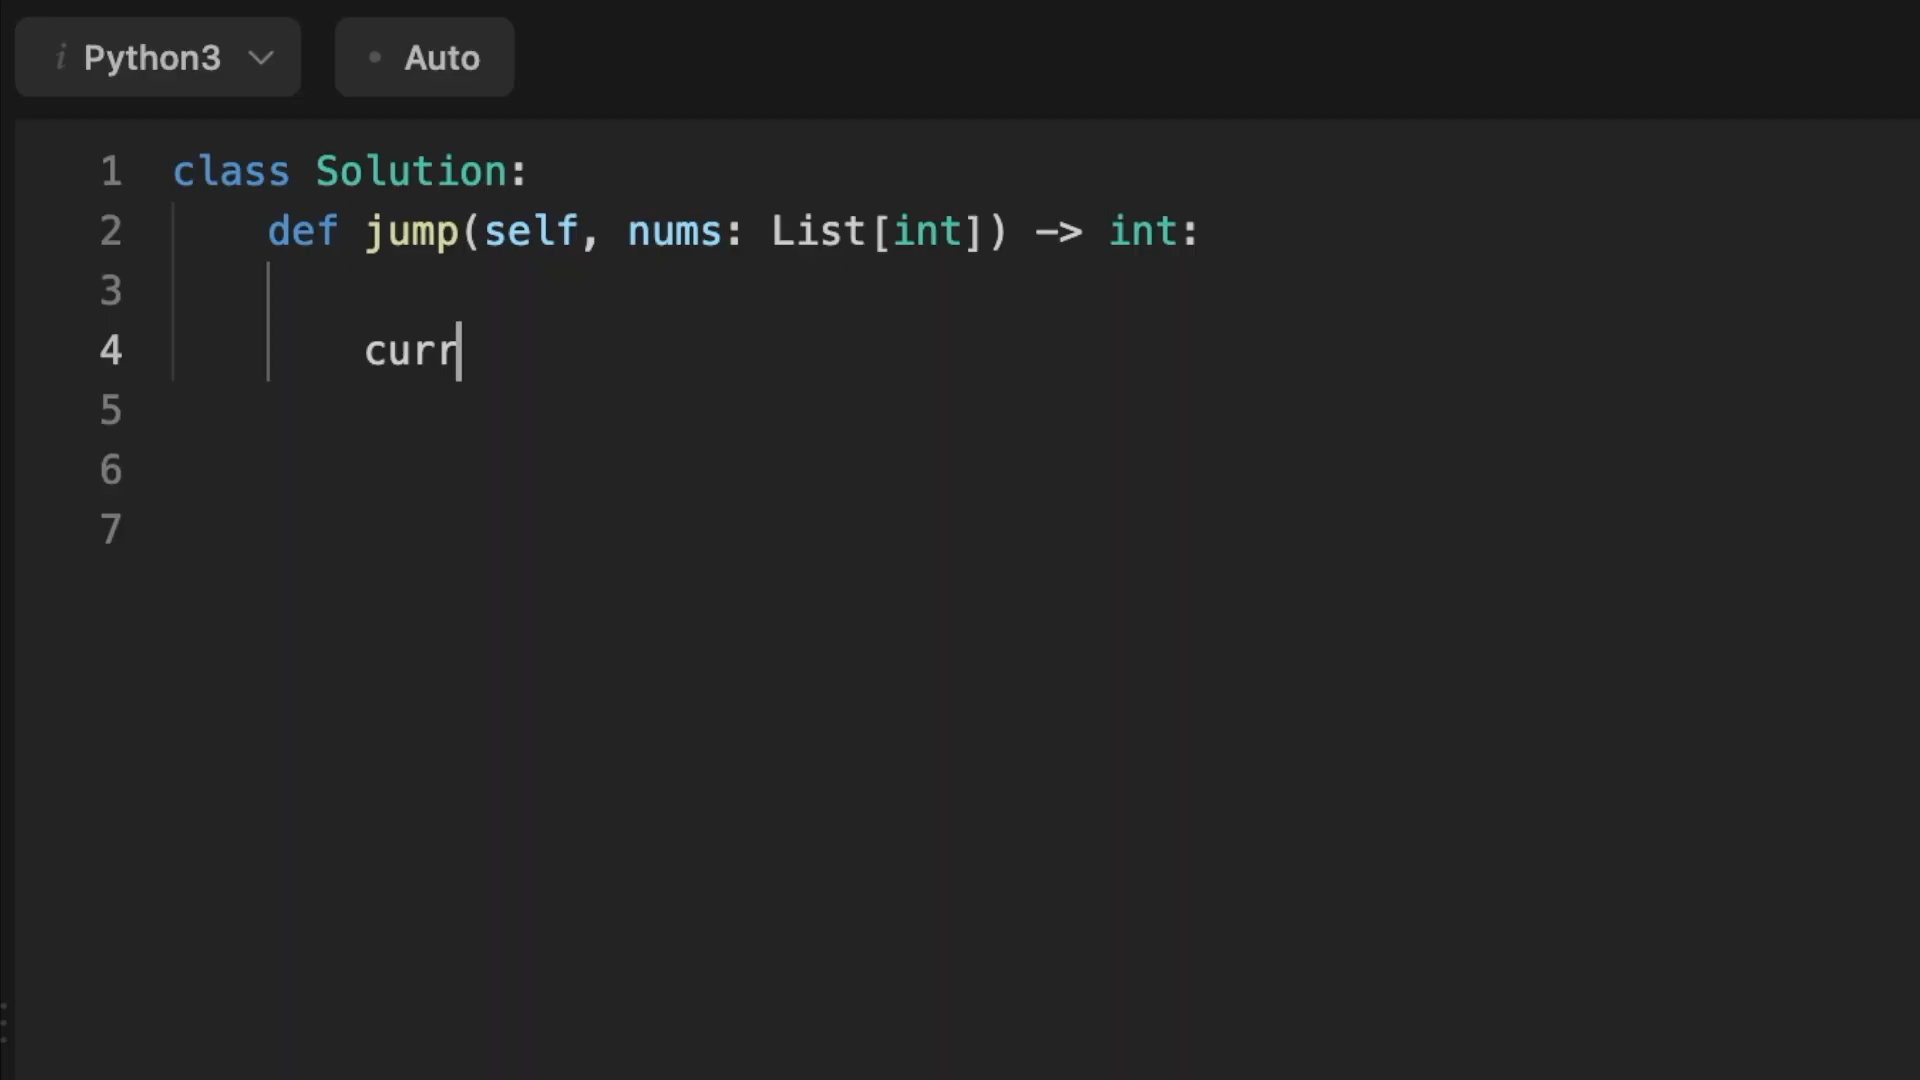 i Python3
Auto
1 class Solution:
2 def jump(self, nums: List[int]) -> int:
3
4 curr
5
6
7